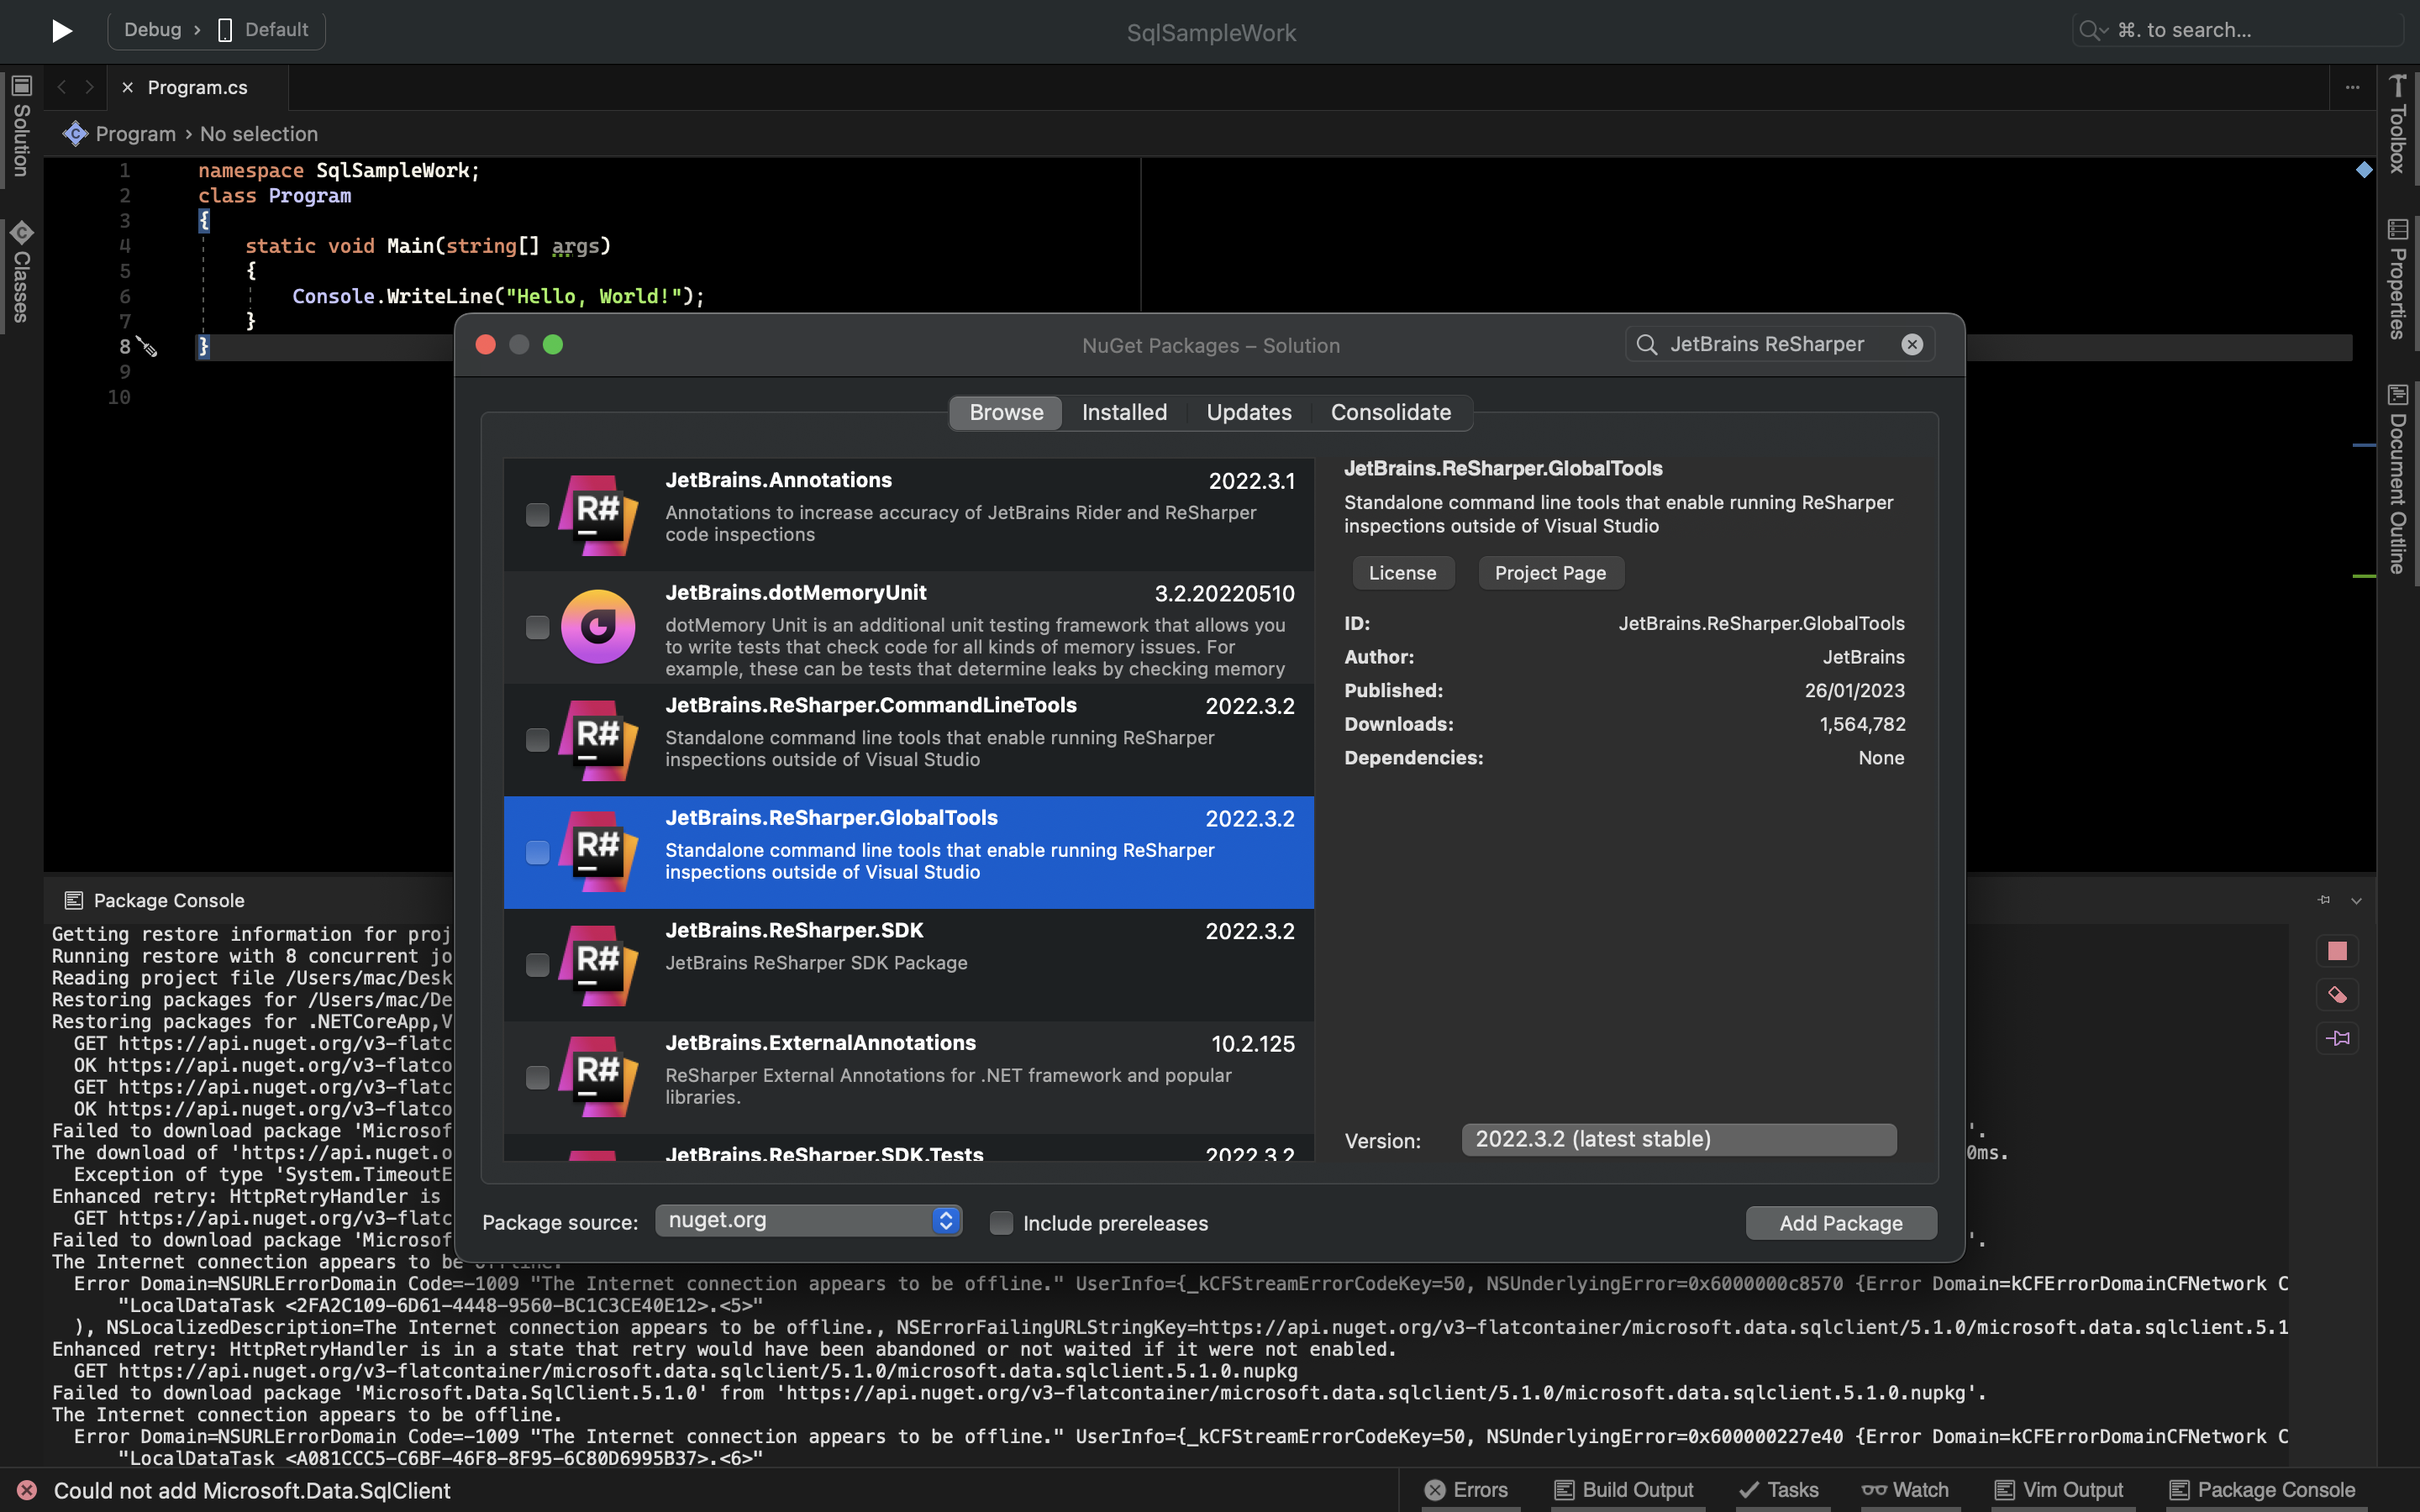 Debug › Default
SqlSampleWork
⌘. to search...
Solution
Classes
× Program.cs
Program › No selection
1 namespace SqlSampleWork;
2 class Program
3 {
4 static void Main(string[] args)
5 {
6 Console.WriteLine("Hello, World!");
7 }
8 }
9
10
Toolbox
Properties
Document Outline
NuGet Packages – Solution
JetBrains ReSharper
Browse Installed Updates Consolidate
R#
JetBrains.Annotations 2022.3.1
Annotations to increase accuracy of JetBrains Rider and ReSharper
code inspections
JetBrains.dotMemoryUnit 3.2.20220510
dotMemory Unit is an additional unit testing framework that allows you
to write tests that check code for all kinds of memory issues. For
example, these can be tests that determine leaks by checking memory
R#
JetBrains.ReSharper.CommandLineTools 2022.3.2
Standalone command line tools that enable running ReSharper
inspections outside of Visual Studio
R#
JetBrains.ReSharper.GlobalTools 2022.3.2
Standalone command line tools that enable running ReSharper
inspections outside of Visual Studio
R#
JetBrains.ReSharper.SDK 2022.3.2
JetBrains ReSharper SDK Package
R#
JetBrains.ExternalAnnotations 10.2.125
ReSharper External Annotations for .NET framework and popular
libraries.
JetBrains.ReSharper.SDK.Tests 2022.3.2
JetBrains.ReSharper.GlobalTools
Standalone command line tools that enable running ReSharper
inspections outside of Visual Studio
License Project Page
ID: JetBrains.ReSharper.GlobalTools
Author: JetBrains
Published: 26/01/2023
Downloads: 1,564,782
Dependencies: None
Version: 2022.3.2 (latest stable)
Package source: nuget.org Include prereleases Add Package
Package Console
Getting restore information for proj
Running restore with 8 concurrent jo
Reading project file /Users/mac/Desk
Restoring packages for /Users/mac/De
Restoring packages for .NETCoreApp,V
GET https://api.nuget.org/v3-flatc
OK https://api.nuget.org/v3-flatco
GET https://api.nuget.org/v3-flatc
OK https://api.nuget.org/v3-flatco
Failed to download package 'Microsof '.
The download of 'https://api.nuget.o 0ms.
Exception of type 'System.TimeoutE
Enhanced retry: HttpRetryHandler is
GET https://api.nuget.org/v3-flatc
Failed to download package 'Microsof '.
The Internet connection appears to be offline.
Error Domain=NSURLErrorDomain Code=-1009 "The Internet connection appears to be offline." UserInfo={_kCFStreamErrorCodeKey=50, NSUnderlyingError=0x6000000c8570 {Error Domain=kCFErrorDomainCFNetwork C
"LocalDataTask <2FA2C109-6D61-4448-9560-BC1C3CE40E12>.<5>"
), NSLocalizedDescription=The Internet connection appears to be offline., NSErrorFailingURLStringKey=https://api.nuget.org/v3-flatcontainer/microsoft.data.sqlclient/5.1.0/microsoft.data.sqlclient.5.1
Enhanced retry: HttpRetryHandler is in a state that retry would have been abandoned or not waited if it were not enabled.
GET https://api.nuget.org/v3-flatcontainer/microsoft.data.sqlclient/5.1.0/microsoft.data.sqlclient.5.1.0.nupkg
Failed to download package 'Microsoft.Data.SqlClient.5.1.0' from 'https://api.nuget.org/v3-flatcontainer/microsoft.data.sqlclient/5.1.0/microsoft.data.sqlclient.5.1.0.nupkg'.
The Internet connection appears to be offline.
Error Domain=NSURLErrorDomain Code=-1009 "The Internet connection appears to be offline." UserInfo={_kCFStreamErrorCodeKey=50, NSUnderlyingError=0x600000227e40 {Error Domain=kCFErrorDomainCFNetwork C
"LocalDataTask <A081CCC5-C6BF-46F8-8F95-6C80D6995B37>.<6>"
Could not add Microsoft.Data.SqlClient
Errors Build Output Tasks Watch Vim Output Package Console